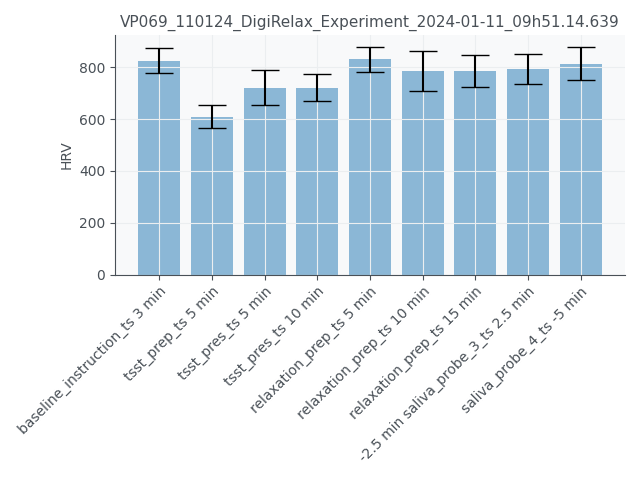 VP069_110124_DigiRelax_Experiment_2024-01-11_09h51.14.639
HRV
800
600
400
200
0
baseline_instruction_ts 3 min
tsst_prep_ts 5 min
tsst_pres_ts 5 min
tsst_pres_ts 10 min
relaxation_prep_ts 5 min
relaxation_prep_ts 10 min
relaxation_prep_ts 15 min
-2.5 min saliva_probe_3_ts 2.5 min
saliva_probe_4_ts -5 min